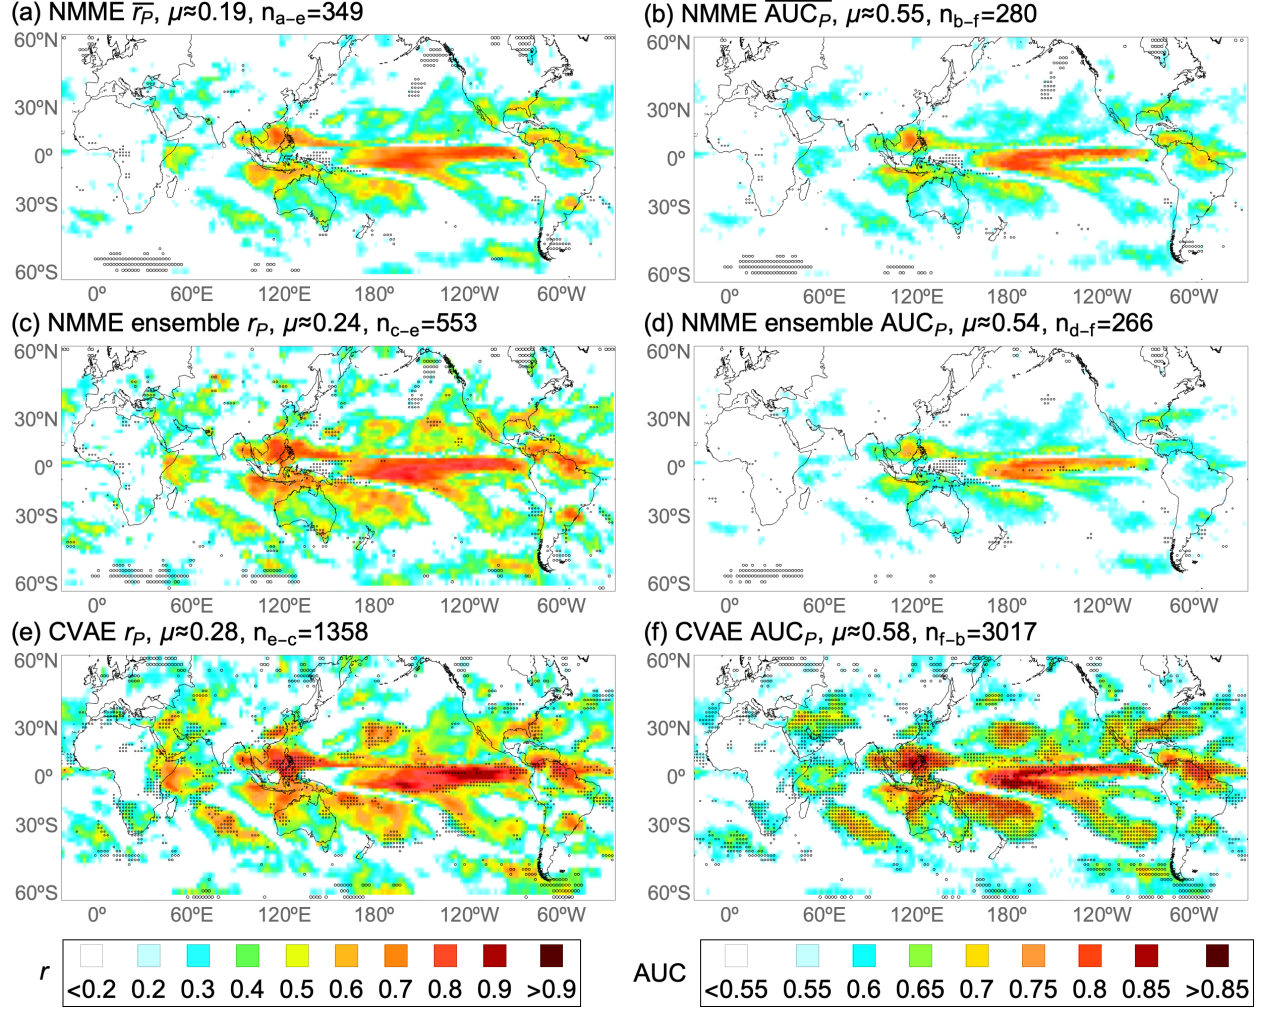 (a) NMME r̅P̅, μ≈0.19, na−e=349
(b) NMME A̅U̅C̅P̅, μ≈0.55, nb−f=280
60ºN
30ºN
0º
30ºS
60ºS
0º 60ºE 120ºE 180º 120ºW 60ºW
60ºN
30ºN
0º
30ºS
60ºS
0º 60ºE 120ºE 180º 120ºW 60ºW
(c) NMME ensemble rP, μ≈0.24, nc−e=553
(d) NMME ensemble AUCP, μ≈0.54, nd−f=266
60ºN
30ºN
0º
30ºS
60ºS
0º 60ºE 120ºE 180º 120ºW 60ºW
60ºN
30ºN
0º
30ºS
60ºS
0º 60ºE 120ºE 180º 120ºW 60ºW
(e) CVAE rP, μ≈0.28, ne−c=1358
(f) CVAE AUCP, μ≈0.58, nf−b=3017
60ºN
30ºN
0º
30ºS
60ºS
0º 60ºE 120ºE 180º 120ºW 60ºW
60ºN
30ºN
0º
30ºS
60ºS
0º 60ºE 120ºE 180º 120ºW 60ºW
r
<0.2 0.2 0.3 0.4 0.5 0.6 0.7 0.8 0.9 >0.9
AUC
<0.55 0.55 0.6 0.65 0.7 0.75 0.8 0.85 >0.85